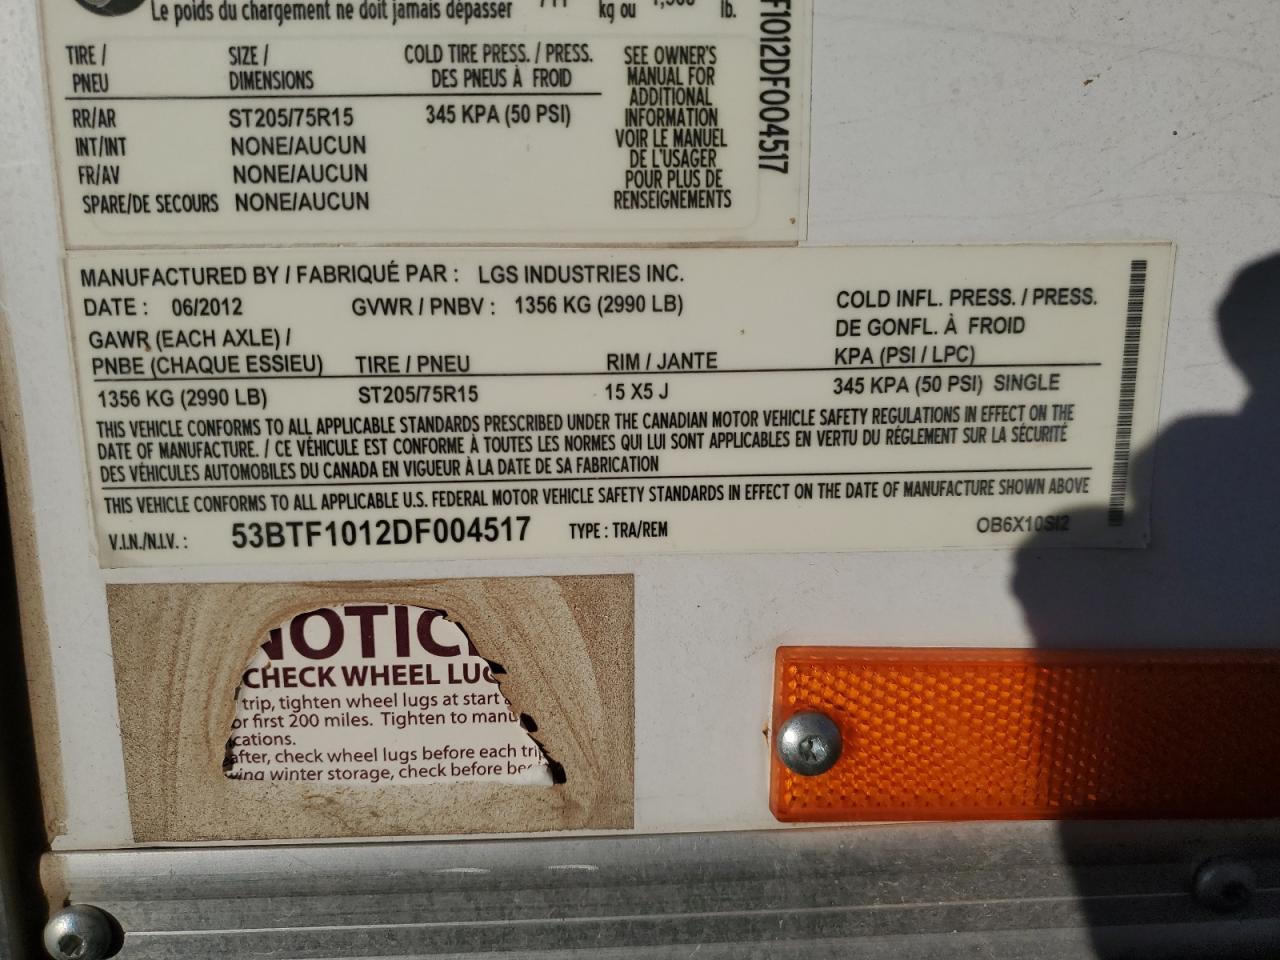 Le poids du chargement ne doit jamais dépasser kg ou lb.
TIRE / SIZE / COLD TIRE PRESS. / PRESS.
PNEU DIMENSIONS DES PNEUS À FROID
RR/AR ST205/75R15 345 KPA (50 PSI)
INT/INT NONE/AUCUN
FR/AV NONE/AUCUN
SPARE/DE SECOURS NONE/AUCUN
SEE OWNER'S
MANUAL FOR
ADDITIONAL
INFORMATION
VOIR LE MANUEL
DE L'USAGER
POUR PLUS DE
RENSEIGNEMENTS
F1012DF004517
MANUFACTURED BY / FABRIQUÉ PAR : LGS INDUSTRIES INC.
DATE : 06/2012 GVWR / PNBV : 1356 KG (2990 LB)
GAWR (EACH AXLE) /
PNBE (CHAQUE ESSIEU) TIRE / PNEU RIM / JANTE
COLD INFL. PRESS. / PRESS.
DE GONFL. À FROID
KPA (PSI / LPC)
1356 KG (2990 LB) ST205/75R15 15 X5 J 345 KPA (50 PSI) SINGLE
THIS VEHICLE CONFORMS TO ALL APPLICABLE STANDARDS PRESCRIBED UNDER THE CANADIAN MOTOR VEHICLE SAFETY REGULATIONS IN EFFECT ON THE
DATE OF MANUFACTURE. / CE VÉHICULE EST CONFORME À TOUTES LES NORMES QUI LUI SONT APPLICABLES EN VERTU DU RÉGLEMENT SUR LA SÉCURITÉ
DES VÉHICULES AUTOMOBILES DU CANADA EN VIGUEUR À LA DATE DE SA FABRICATION
THIS VEHICLE CONFORMS TO ALL APPLICABLE U.S. FEDERAL MOTOR VEHICLE SAFETY STANDARDS IN EFFECT ON THE DATE OF MANUFACTURE SHOWN ABOVE
V.I.N./N.I.V. : 53BTF1012DF004517 TYPE : TRA/REM OB6X10SI2
NOTIC
CHECK WHEEL LUG
trip, tighten wheel lugs at start
or first 200 miles. Tighten to manu
cations.
after, check wheel lugs before each trip
ving winter storage, check before be